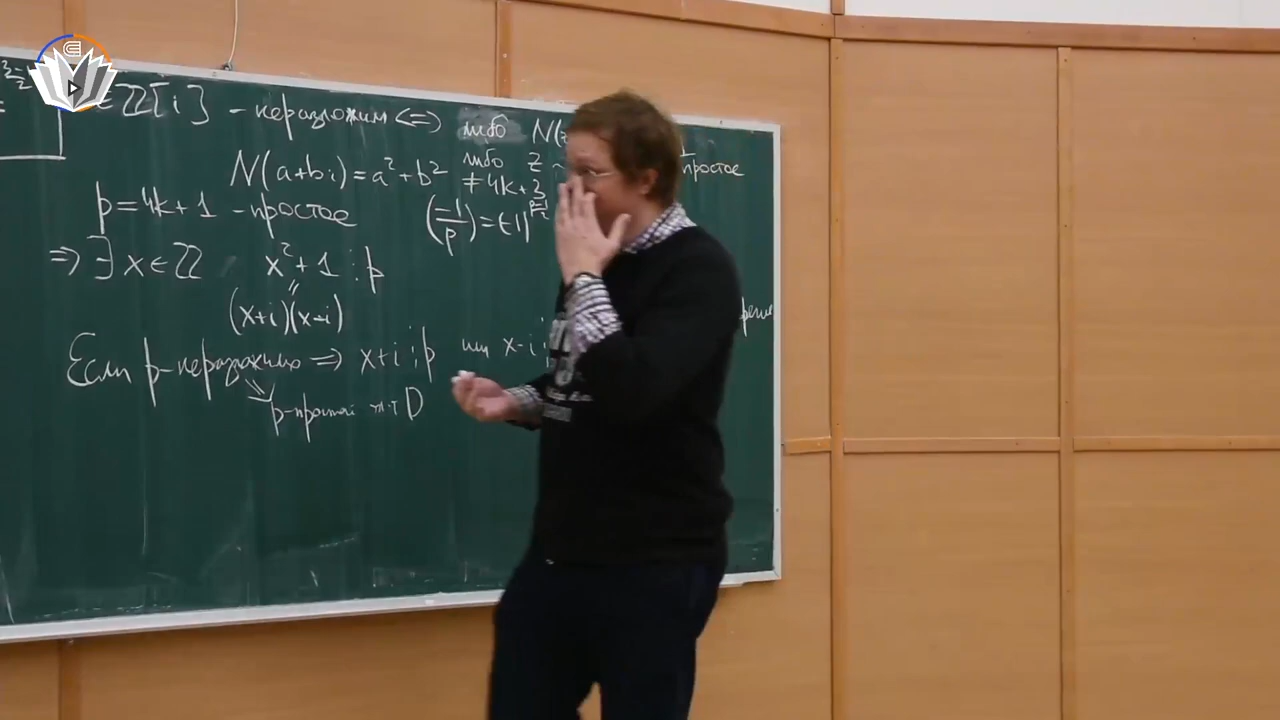 ∈ ℤ[i] - неразложим <=> либо N(z
N(a+bi) = a² + b² либо z ~ простое
≠ 4k+3
p = 4k+1 - простое (-1/p) = (-1)^((p-1)/2)
=> ∃ x ∈ ℤ x² + 1 ⋮ p
(x+i)(x-i)
Если p-неразложимо => x+i ⋮ p или x-i ⋮
p-простой т.к D